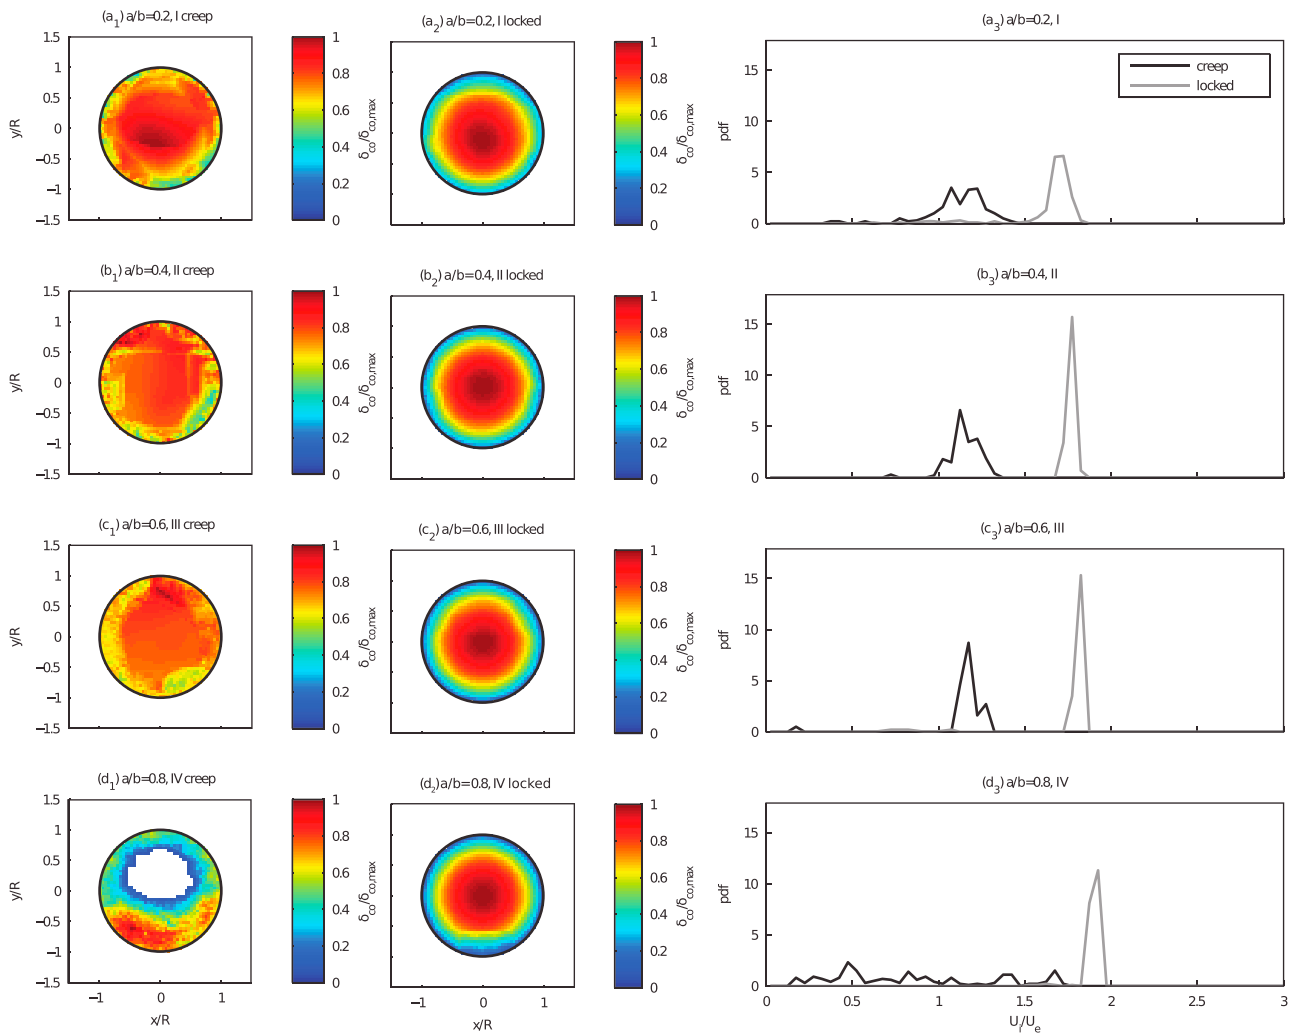 (a1) a/b=0.2, I creep
(a2) a/b=0.2, I locked
(a3) a/b=0.2, I
1.5
1
0.5
0
−0.5
−1
−1.5
y/R
1
0.8
0.6
0.4
0.2
0
δco/δco,max
1
0.8
0.6
0.4
0.2
0
δco/δco,max
15
10
5
0
pdf
creep
locked
(b1) a/b=0.4, II creep
(b2) a/b=0.4, II locked
(b3) a/b=0.4, II
1.5
1
0.5
0
−0.5
−1
−1.5
y/R
1
0.8
0.6
0.4
0.2
0
δco/δco,max
1
0.8
0.6
0.4
0.2
0
δco/δco,max
15
10
5
0
pdf
(c1) a/b=0.6, III creep
(c2) a/b=0.6, III locked
(c3) a/b=0.6, III
1.5
1
0.5
0
−0.5
−1
−1.5
y/R
1
0.8
0.6
0.4
0.2
0
δco/δco,max
1
0.8
0.6
0.4
0.2
0
δco/δco,max
15
10
5
0
pdf
(d1) a/b=0.8, IV creep
(d2) a/b=0.8, IV locked
(d3) a/b=0.8, IV
1.5
1
0.5
0
−0.5
−1
−1.5
y/R
−1 0 1
x/R
1
0.8
0.6
0.4
0.2
0
δco/δco,max
−1 0 1
x/R
1
0.8
0.6
0.4
0.2
0
δco/δco,max
15
10
5
0
pdf
0 0.5 1 1.5 2 2.5 3
Ui/Ue